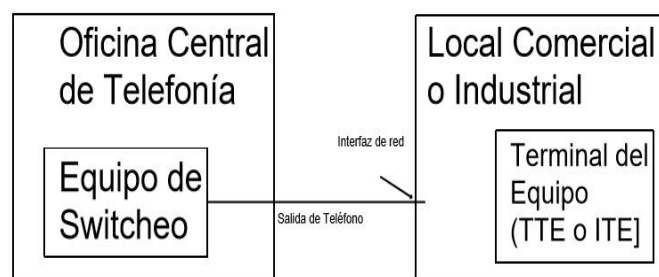 Oficina Central
de Telefonía
Local Comercial
o Industrial
Interfaz de red
Equipo de
Switcheo
Salida de Teléfono
Terminal del
Equipo
(TTE o ITE]